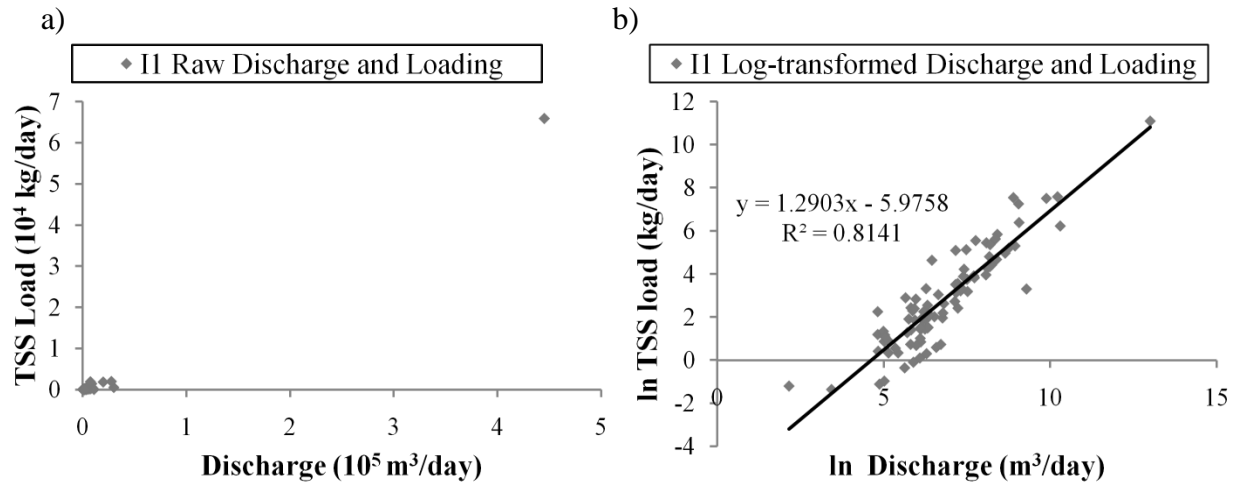 a)
I1 Raw Discharge and Loading
TSS Load (10⁴ kg/day)
7
6
5
4
3
2
1
0
0 1 2 3 4 5
Discharge (10⁵ m³/day)
b)
I1 Log-transformed Discharge and Loading
ln TSS load (kg/day)
12
10
8
6
4
2
0
-2
-4
y = 1.2903x - 5.9758
R² = 0.8141
0 5 10 15
ln Discharge (m³/day)